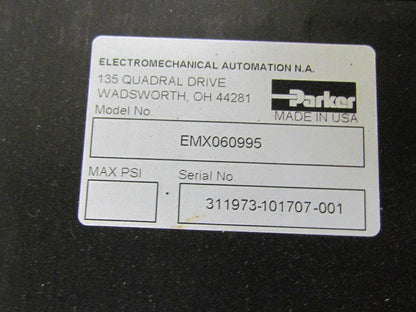 ELECTROMECHANICAL AUTOMATION N.A.
135 QUADRAL DRIVE
WADSWORTH, OH 44281
Parker
MADE IN USA
Model No.
EMX060995
MAX PSI
Serial No.
311973-101707-001